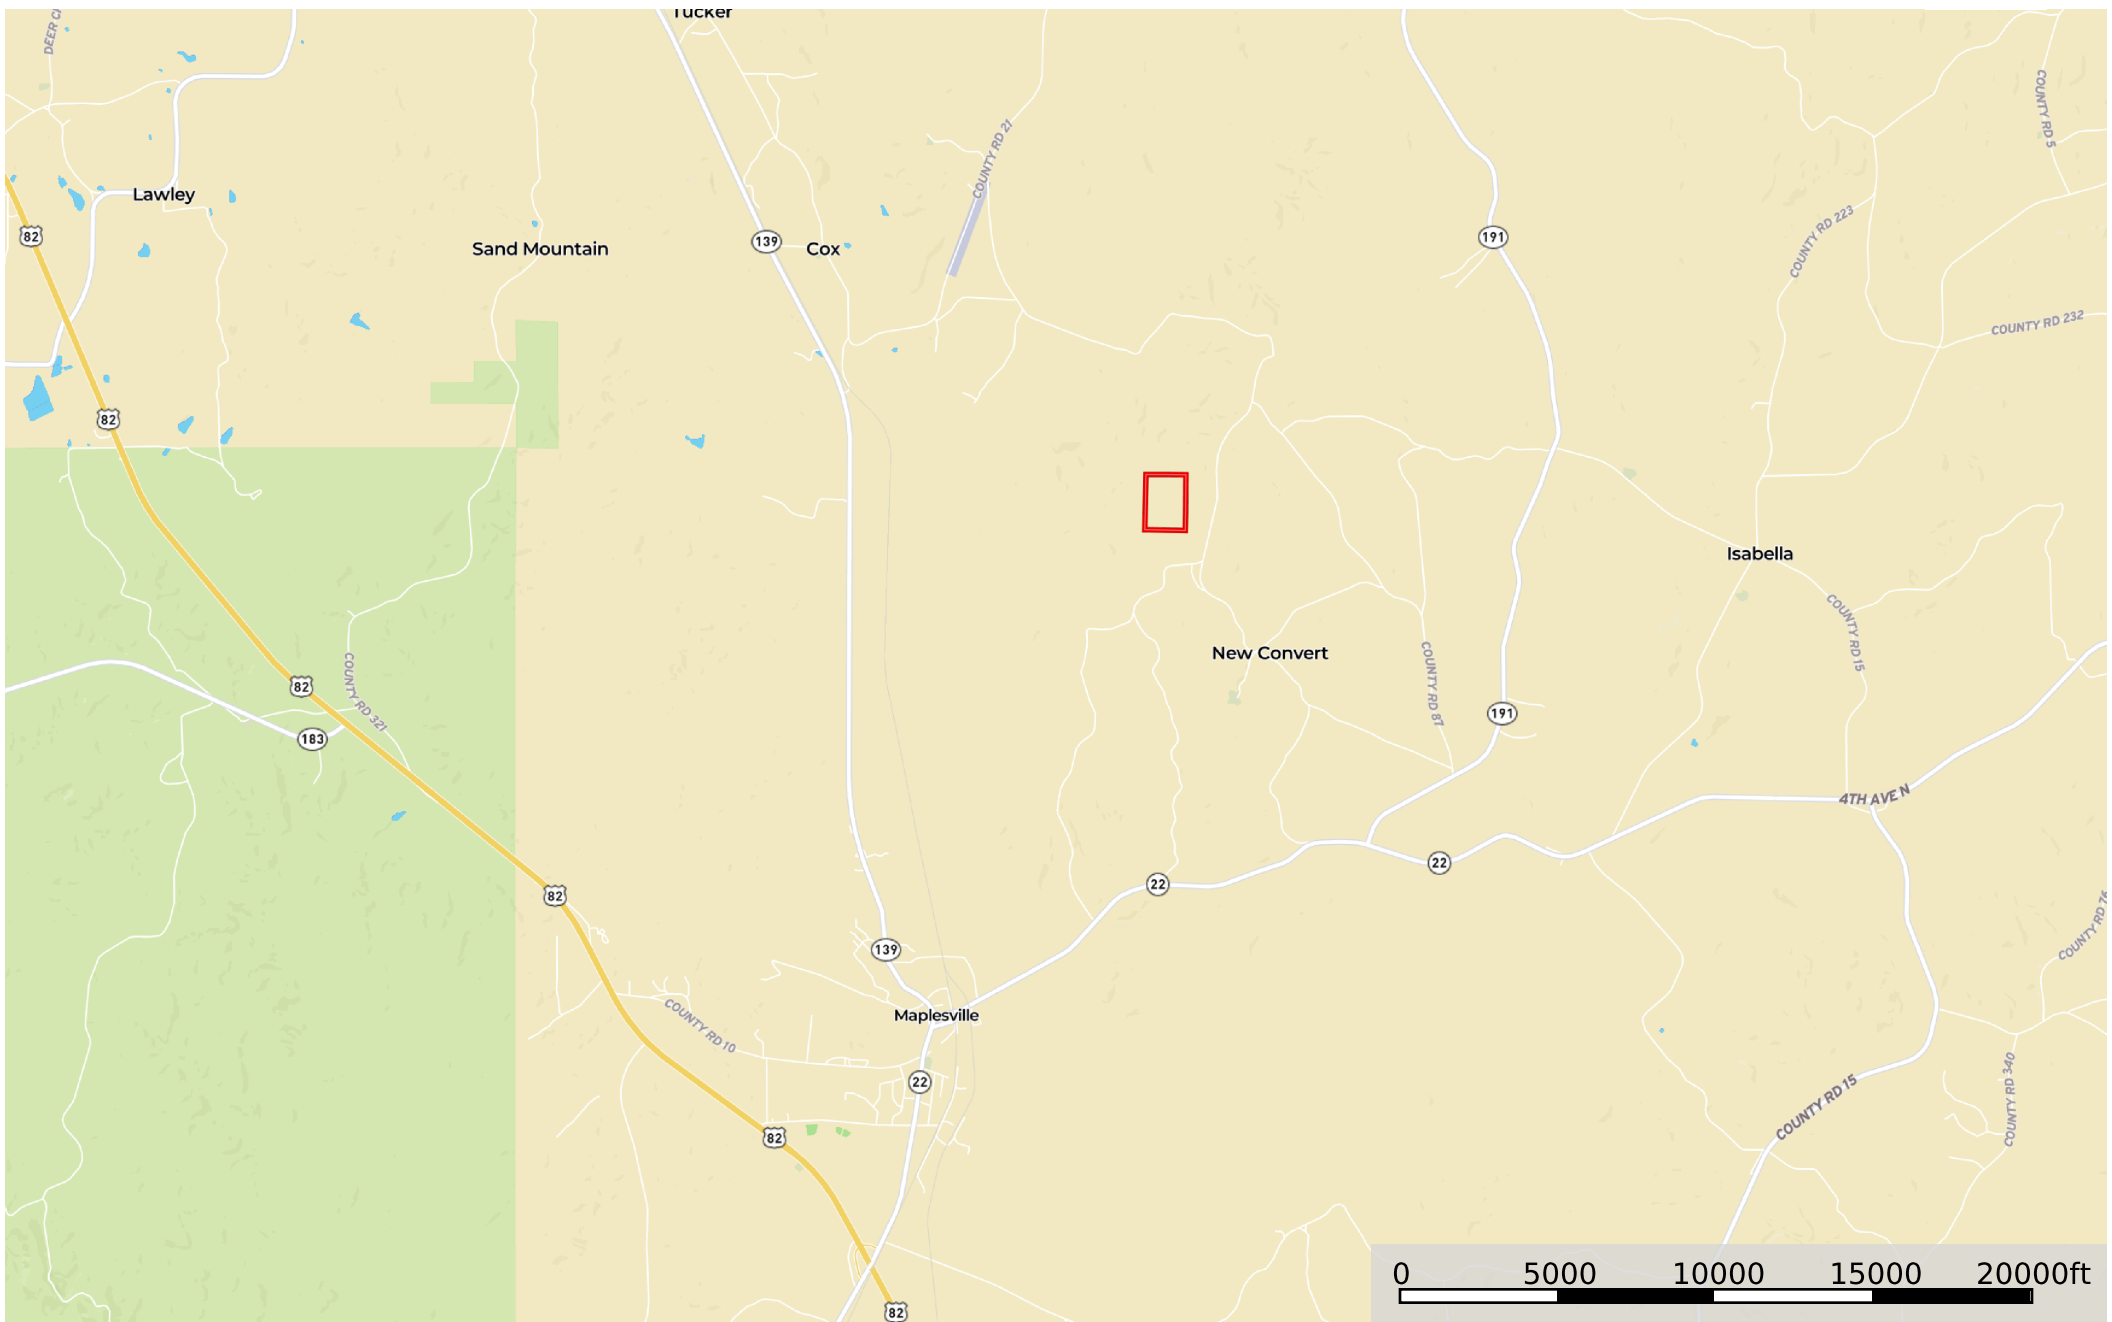 Tucker
DEER C
COUNTY RD 21
COUNTY RD 5
Lawley
82
Sand Mountain
139
Cox
191
COUNTY RD 223
COUNTY RD 232
82
Isabella
COUNTY RD 15
New Convert
COUNTY RD 87
82
COUNTY RD 321
183
191
4TH AVE N
22
22
82
139
COUNTY RD 76
Maplesville
COUNTY RD 10
22
COUNTY RD 340
COUNTY RD 15
82
82
0 5000 10000 15000 20000ft